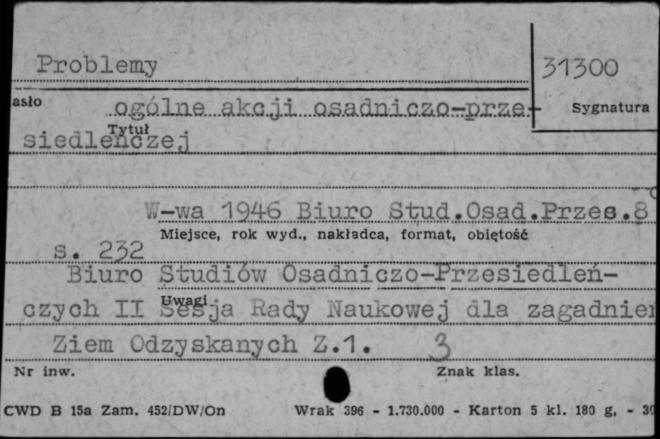 Problemy 31300
asło ogólne akcji osadniczo-prze- Sygnatura
Tytuł
siedleńczej
W-wa 1946 Biuro Stud.Osad.Przes.8
Miejsce, rok wyd., nakładca, format, objętość
s. 232
Biuro Studiów Osadniczo-Przesiedleń-
Uwagi
czych II Sesja Rady Naukowej dla zagadnień
Ziem Odzyskanych Z.1. 3
Nr inw. Znak klas.
CWD B 15a Zam. 452/DW/On Wrak 396 - 1.730.000 - Karton 5 kl. 180 g, - 30